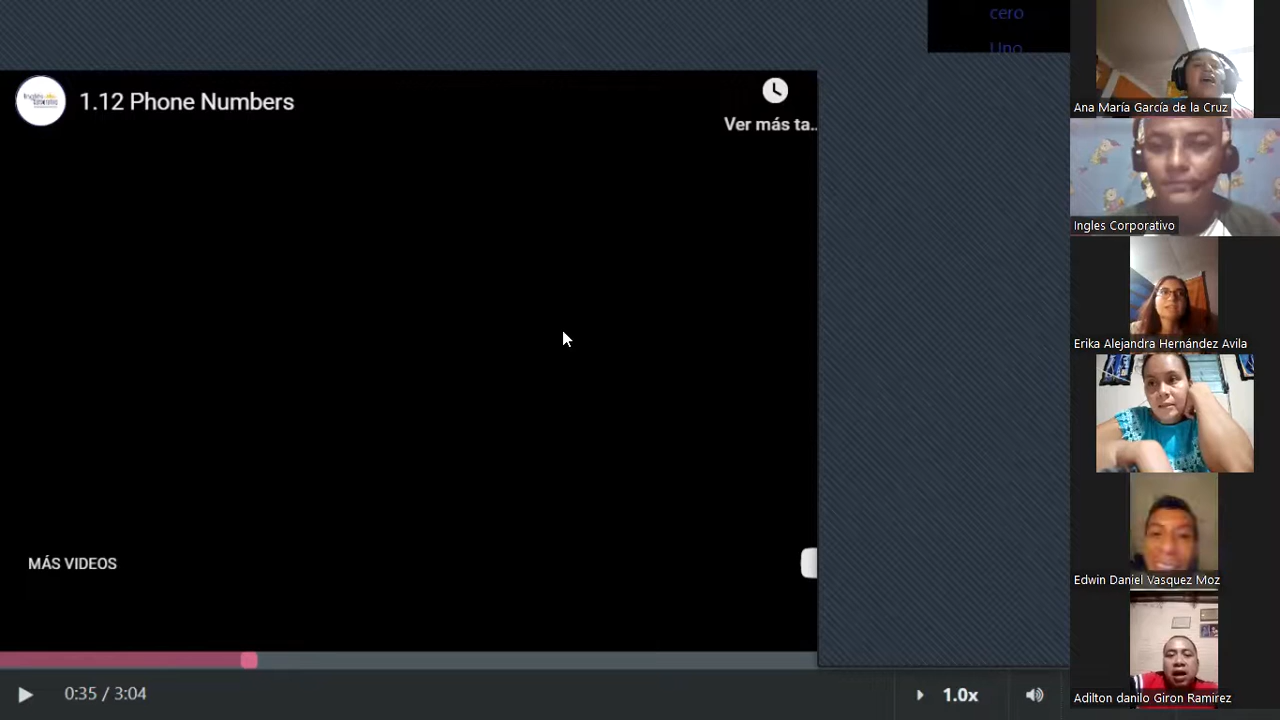 cero
Uno
1.12 Phone Numbers
Ver más ta..
MÁS VIDEOS
0:35 / 3:04
1.0x
Ana María García de la Cruz
Ingles Corporativo
Erika Alejandra Hernández Avila
Edwin Daniel Vasquez Moz
Adilton danilo Giron Ramirez